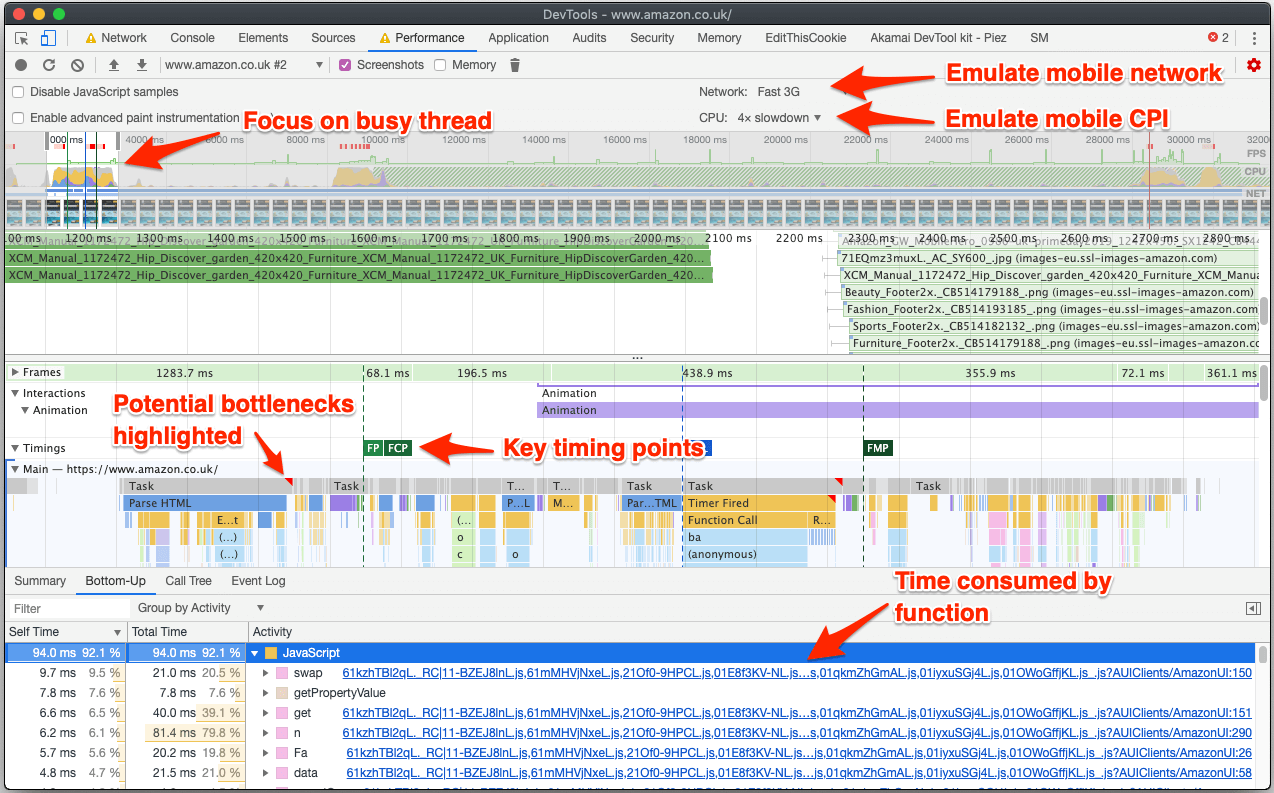 DevTools - www.amazon.co.uk/
Network Console Elements Sources Performance Application Audits Security Memory EditThisCookie Akamai DevTool kit - Piez SM 2
www.amazon.co.uk #2 Screenshots Memory
Disable JavaScript samples Network: Fast 3G Emulate mobile network
Enable advanced paint instrumentation CPU: 4× slowdown Emulate mobile CPI
Focus on busy thread
000 ms 4000 ms 6000 ms 8000 ms 10000 ms 12000 ms 14000 ms 16000 ms 18000 ms 20000 ms 22000 ms 24000 ms 26000 ms 28000 ms 30000 ms 32000 ms
FPS
CPU
NET
00 ms 1200 ms 1300 ms 1400 ms 1500 ms 1600 ms 1700 ms 1800 ms 1900 ms 2000 ms 2100 ms 2200 ms 2300 ms 2400 ms 2500 ms 2600 ms 2700 ms 2800 ms
XCM_Manual_1172472_Hip_Discover_garden_420x420_Furniture_XCM_Manual_1172472_UK_Furniture_HipDiscoverGarden_420... 71EQmz3muxL._AC_SY600_.jpg (images-eu.ssl-images-amazon.com)
XCM_Manual_1172472_Hip_Discover_garden_420x420_Furniture_XCM_Manual_1172472_UK_Furniture_HipDiscoverGarden_420... XCM_Manual_1172472_Hip_Discover_garden_420x420_Furniture_XCM_Manua
Beauty_Footer2x._CB514179188_.png (images-eu.ssl-images-amazon.com)
Fashion_Footer2x._CB514193185_.png (images-eu.ssl-images-amazon.com)
Sports_Footer2x._CB514182132_.png (images-eu.ssl-images-amazon.com)
Furniture_Footer2x._CB514179188_.png (images-eu.ssl-images-amazon.cc
Frames 1283.7 ms 68.1 ms 196.5 ms 438.9 ms 355.9 ms 72.1 ms 361.1 ms
Interactions Animation
Animation Animation
Potential bottlenecks
highlighted
Timings FP FCP Key timing points FMP
Main — https://www.amazon.co.uk/
Task Task T... T... Task Task Task
Parse HTML P...L M... Par...TML Timer Fired
E...t (... Function Call R...
(...) o ba
(...) c o (anonymous)
Summary Bottom-Up Call Tree Event Log
Time consumed by
function
Filter Group by Activity
Self Time Total Time Activity
94.0 ms 92.1 % 94.0 ms 92.1 % JavaScript
9.7 ms 9.5 % 21.0 ms 20.5 % swap 61kzhTBl2qL._RC|11-BZEJ8lnL.js,61mMHVjNxeL.js,21Of0-9HPCL.js,01E8f3KV-NL.js...s,01qkmZhGmAL.js,01iyxuSGj4L.js,01OWoGffjKL.js_.js?AUIClients/AmazonUI:150
7.8 ms 7.6 % 7.8 ms 7.6 % getPropertyValue
6.6 ms 6.5 % 40.0 ms 39.1 % get 61kzhTBl2qL._RC|11-BZEJ8lnL.js,61mMHVjNxeL.js,21Of0-9HPCL.js,01E8f3KV-NL.js...s,01qkmZhGmAL.js,01iyxuSGj4L.js,01OWoGffjKL.js_.js?AUIClients/AmazonUI:151
6.2 ms 6.1 % 81.4 ms 79.8 % n 61kzhTBl2qL._RC|11-BZEJ8lnL.js,61mMHVjNxeL.js,21Of0-9HPCL.js,01E8f3KV-NL.js...s,01qkmZhGmAL.js,01iyxuSGj4L.js,01OWoGffjKL.js_.js?AUIClients/AmazonUI:290
5.7 ms 5.6 % 20.2 ms 19.8 % Fa 61kzhTBl2qL._RC|11-BZEJ8lnL.js,61mMHVjNxeL.js,21Of0-9HPCL.js,01E8f3KV-NL.js...s,01qkmZhGmAL.js,01iyxuSGj4L.js,01OWoGffjKL.js_.js?AUIClients/AmazonUI:26
4.8 ms 4.7 % 21.5 ms 21.0 % data 61kzhTBl2qL._RC|11-BZEJ8lnL.js,61mMHVjNxeL.js,21Of0-9HPCL.js,01E8f3KV-NL.js...s,01qkmZhGmAL.js,01iyxuSGj4L.js,01OWoGffjKL.js_.js?AUIClients/AmazonUI:58